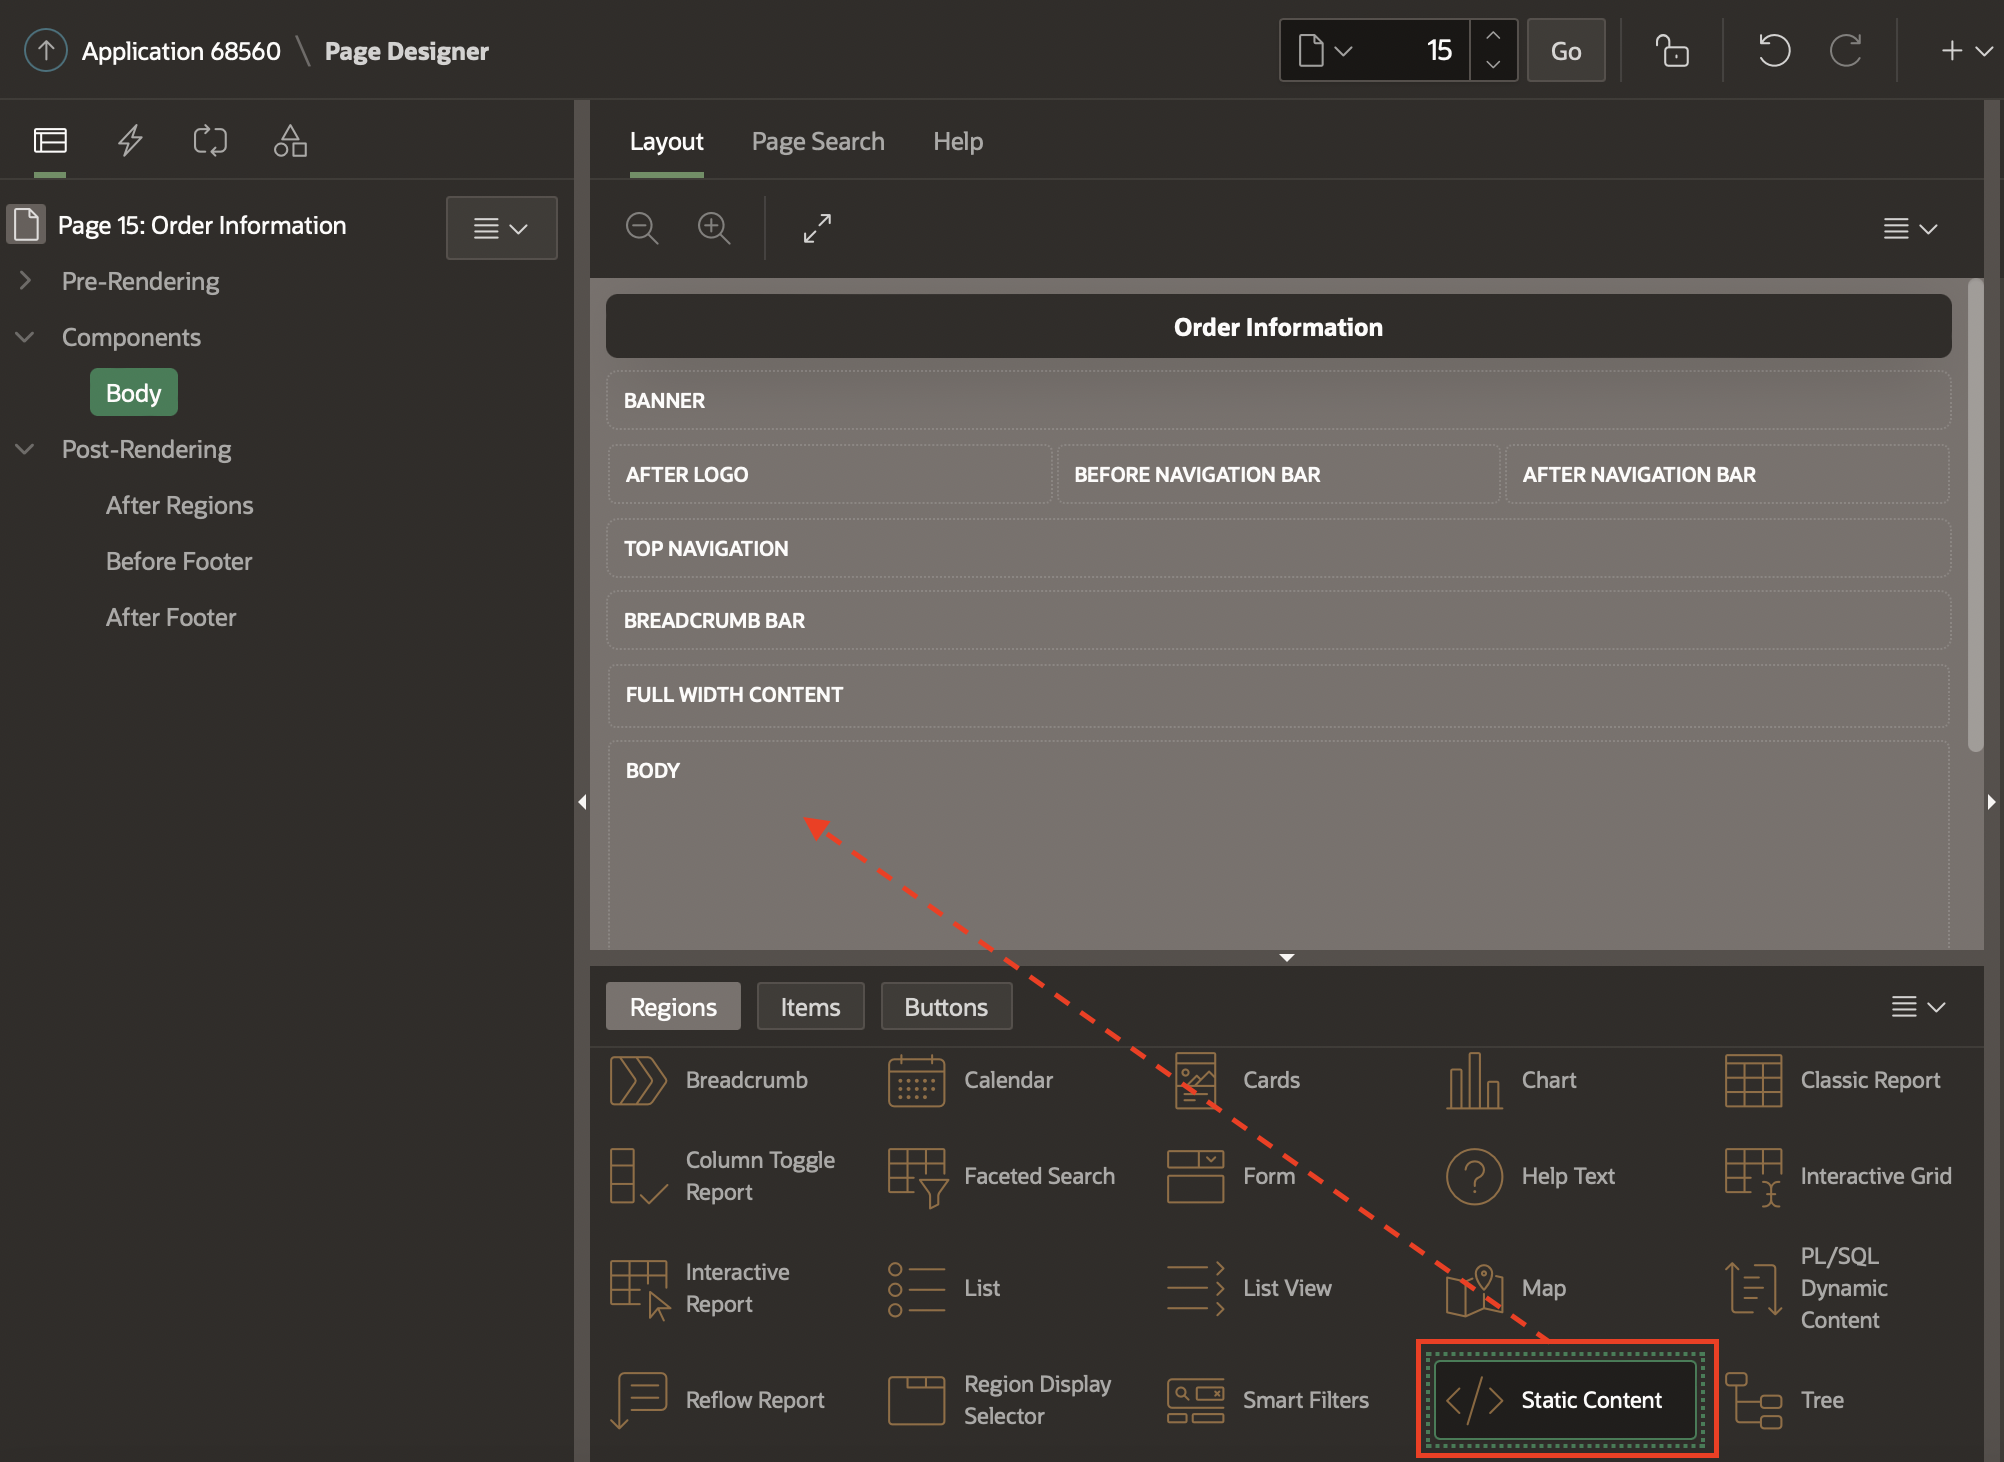 Application 68560 \ Page Designer
15
Go
Page 15: Order Information
Pre-Rendering
Components
Body
Post-Rendering
After Regions
Before Footer
After Footer
Layout
Page Search
Help
Order Information
BANNER
AFTER LOGO
BEFORE NAVIGATION BAR
AFTER NAVIGATION BAR
TOP NAVIGATION
BREADCRUMB BAR
FULL WIDTH CONTENT
BODY
Regions
Items
Buttons
Breadcrumb
Calendar
Cards
Chart
Classic Report
Column Toggle
Report
Faceted Search
Form
Help Text
Interactive Grid
Interactive
Report
List
List View
Map
PL/SQL
Dynamic
Content
Reflow Report
Region Display
Selector
Smart Filters
Static Content
Tree